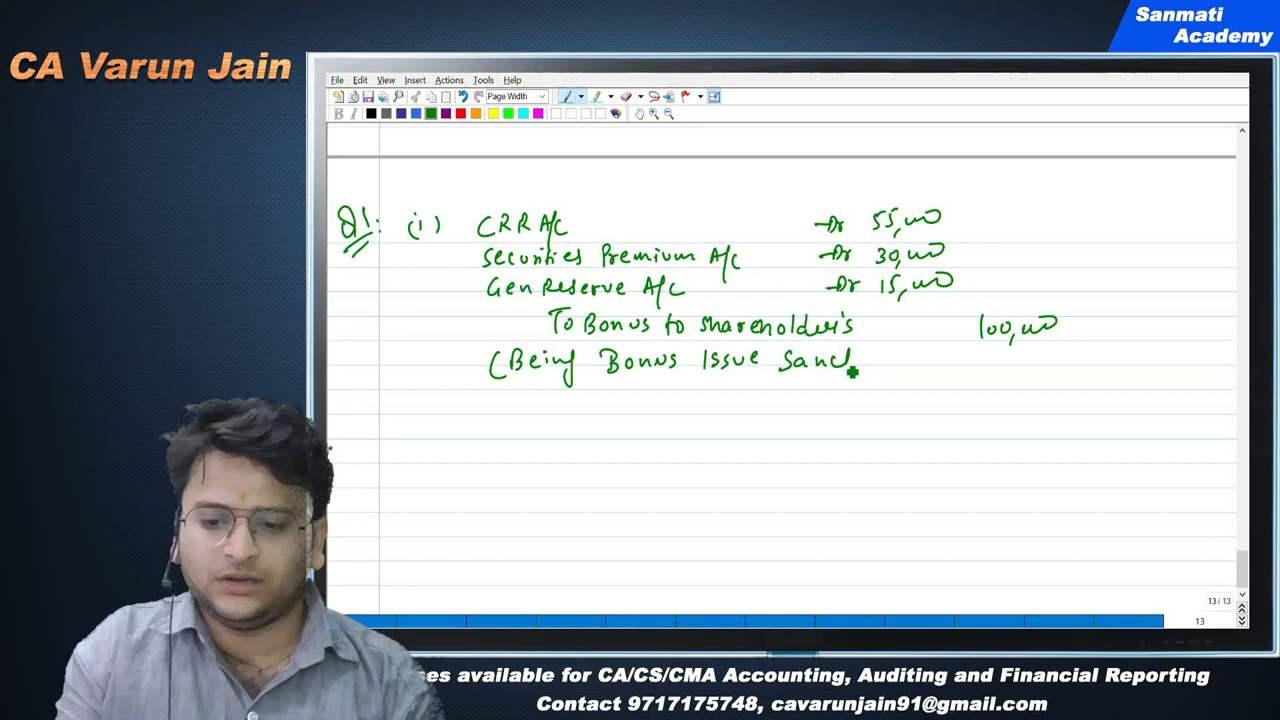 Sanmati
Academy
CA Varun Jain
File Edit View Insert Actions Tools Help
Page Width
B I
Q1: (i) CRR A/c Dr 55,000
Securities Premium A/c Dr 30,000
Gen Reserve A/c Dr 15,000
To Bonus to shareholder's 100,000
(Being Bonus Issue Sanc
13/13
13
ses available for CA/CS/CMA Accounting, Auditing and Financial Reporting
Contact 9717175748, cavarunjain91@gmail.com